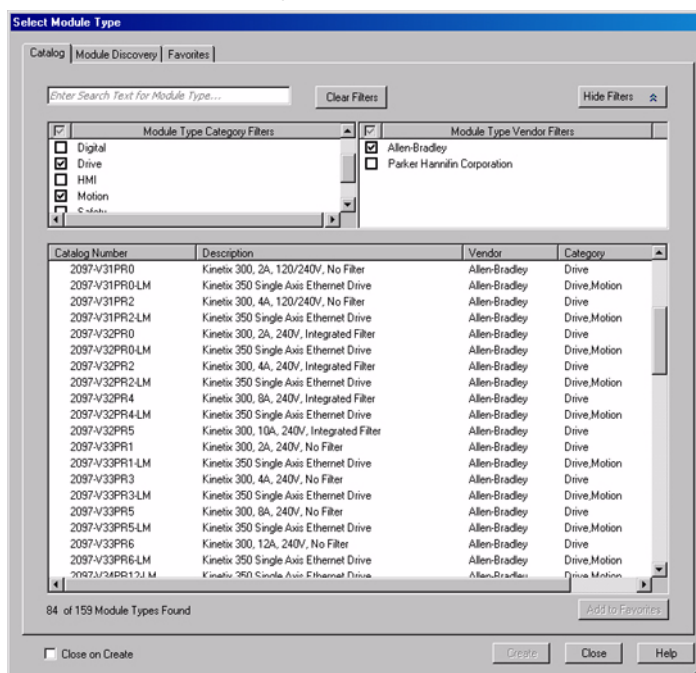 Select Module Type
Catalog Module Discovery Favorites
Enter Search Text for Module Type... Clear Filters Hide Filters
Module Type Category Filters Module Type Vendor Filters
Digital Allen-Bradley
Drive Parker Hannifin Corporation
HMI
Motion
Safety
Catalog Number Description Vendor Category
2097-V31PR0 Kinetix 300, 2A, 120/240V, No Filter Allen-Bradley Drive
2097-V31PR0-LM Kinetix 350 Single Axis Ethernet Drive Allen-Bradley Drive,Motion
2097-V31PR2 Kinetix 300, 4A, 120/240V, No Filter Allen-Bradley Drive
2097-V31PR2-LM Kinetix 350 Single Axis Ethernet Drive Allen-Bradley Drive,Motion
2097-V32PR0 Kinetix 300, 2A, 240V, Integrated Filter Allen-Bradley Drive
2097-V32PR0-LM Kinetix 350 Single Axis Ethernet Drive Allen-Bradley Drive,Motion
2097-V32PR2 Kinetix 300, 4A, 240V, Integrated Filter Allen-Bradley Drive
2097-V32PR2-LM Kinetix 350 Single Axis Ethernet Drive Allen-Bradley Drive,Motion
2097-V32PR4 Kinetix 300, 8A, 240V, Integrated Filter Allen-Bradley Drive
2097-V32PR4-LM Kinetix 350 Single Axis Ethernet Drive Allen-Bradley Drive,Motion
2097-V32PR5 Kinetix 300, 10A, 240V, Integrated Filter Allen-Bradley Drive
2097-V33PR1 Kinetix 300, 2A, 240V, No Filter Allen-Bradley Drive
2097-V33PR1-LM Kinetix 350 Single Axis Ethernet Drive Allen-Bradley Drive,Motion
2097-V33PR3 Kinetix 300, 4A, 240V, No Filter Allen-Bradley Drive
2097-V33PR3-LM Kinetix 350 Single Axis Ethernet Drive Allen-Bradley Drive,Motion
2097-V33PR5 Kinetix 300, 8A, 240V, No Filter Allen-Bradley Drive
2097-V33PR5-LM Kinetix 350 Single Axis Ethernet Drive Allen-Bradley Drive,Motion
2097-V33PR6 Kinetix 300, 12A, 240V, No Filter Allen-Bradley Drive
2097-V33PR6-LM Kinetix 350 Single Axis Ethernet Drive Allen-Bradley Drive,Motion
2097-V34PR12-LM Kinetix 350 Single Axis Ethernet Drive Allen-Bradley Drive,Motion
84 of 159 Module Types Found Add to Favorites
Close on Create Create Close Help